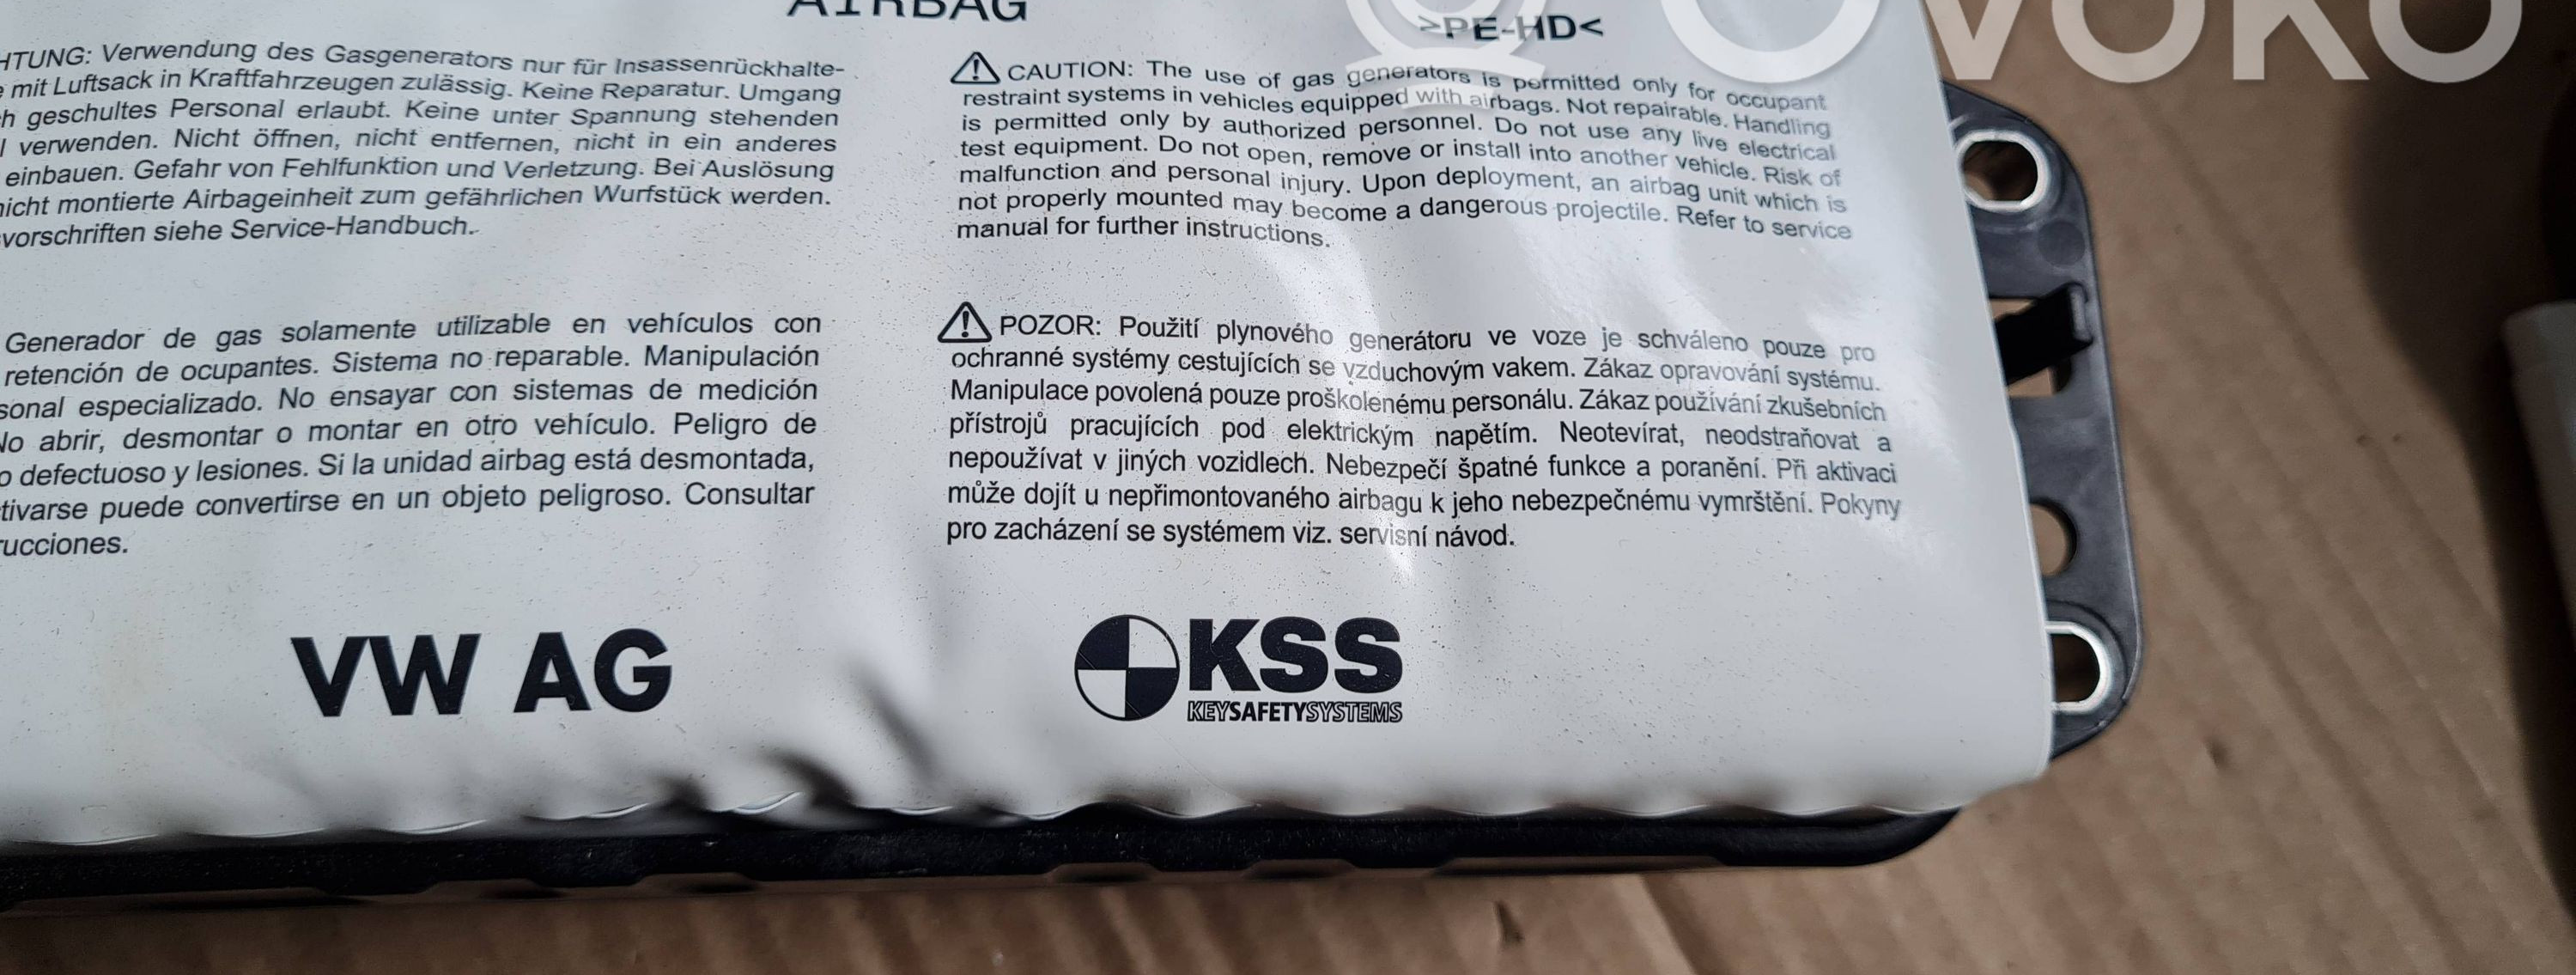 AIRBAG
>PE-HD<
OVOKO
HTUNG: Verwendung des Gasgenerators nur für Insassenrückhalte-
mit Luftsack in Kraftfahrzeugen zulässig. Keine Reparatur. Umgang
h geschultes Personal erlaubt. Keine unter Spannung stehenden
l verwenden. Nicht öffnen, nicht entfernen, nicht in ein anderes
einbauen. Gefahr von Fehlfunktion und Verletzung. Bei Auslösung
nicht montierte Airbageinheit zum gefährlichen Wurfstück werden.
vorschriften siehe Service-Handbuch.
CAUTION: The use of gas generators is permitted only for occupant
restraint systems in vehicles equipped with airbags. Not repairable. Handling
is permitted only by authorized personnel. Do not use any live electrical
test equipment. Do not open, remove or install into another vehicle. Risk of
malfunction and personal injury. Upon deployment, an airbag unit which is
not properly mounted may become a dangerous projectile. Refer to service
manual for further instructions.
Generador de gas solamente utilizable en vehículos con
retención de ocupantes. Sistema no reparable. Manipulación
sonal especializado. No ensayar con sistemas de medición
No abrir, desmontar o montar en otro vehículo. Peligro de
o defectuoso y lesiones. Si la unidad airbag está desmontada,
tivarse puede convertirse en un objeto peligroso. Consultar
rucciones.
POZOR: Použití plynového generátoru ve voze je schváleno pouze pro
ochranné systémy cestujících se vzduchovým vakem. Zákaz opravování systému.
Manipulace povolená pouze proškolenému personálu. Zákaz používání zkušebních
přístrojů pracujících pod elektrickým napětím. Neotevírat, neodstraňovat a
nepoužívat v jiných vozidlech. Nebezpečí špatné funkce a poranění. Při aktivaci
může dojít u nepřimontovaného airbagu k jeho nebezpečnému vymrštění. Pokyny
pro zacházení se systémem viz. servisní návod.
VW AG
KSS
KEYSAFETYSYSTEMS